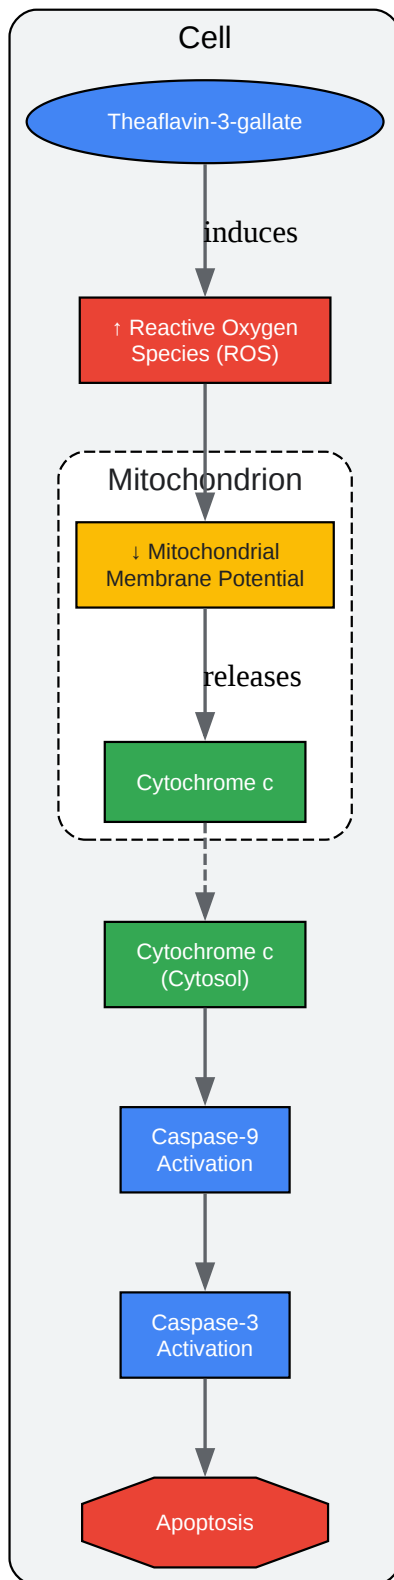 Cell
Theaflavin-3-gallate
induces
↑ Reactive Oxygen
Species (ROS)
Mitochondrion
↓ Mitochondrial
Membrane Potential
releases
Cytochrome c
Cytochrome c
(Cytosol)
Caspase-9
Activation
Caspase-3
Activation
Apoptosis